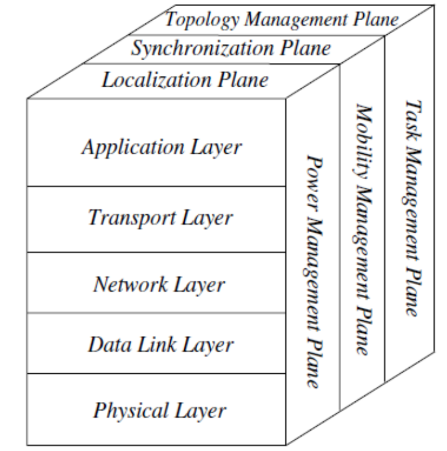 Topology Management Plane
Synchronization Plane
Localization Plane
Application Layer
Transport Layer
Network Layer
Data Link Layer
Physical Layer
Power Management Plane
Mobility Management Plane
Task Management Plane